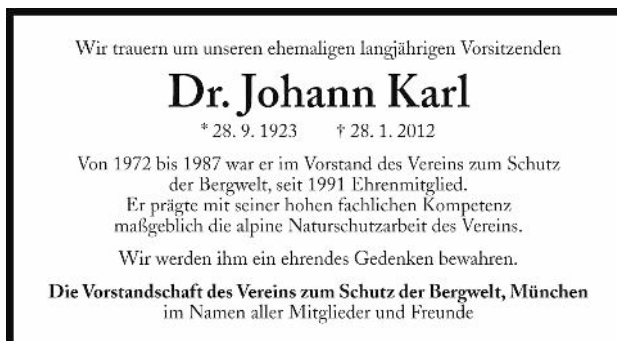 Wir trauern um unseren ehemaligen langjährigen Vorsitzenden
Dr. Johann Karl
* 28. 9. 1923 † 28. 1. 2012
Von 1972 bis 1987 war er im Vorstand des Vereins zum Schutz
der Bergwelt, seit 1991 Ehrenmitglied.
Er prägte mit seiner hohen fachlichen Kompetenz
maßgeblich die alpine Naturschutzarbeit des Vereins.
Wir werden ihm ein ehrendes Gedenken bewahren.
Die Vorstandschaft des Vereins zum Schutz der Bergwelt, München
im Namen aller Mitglieder und Freunde